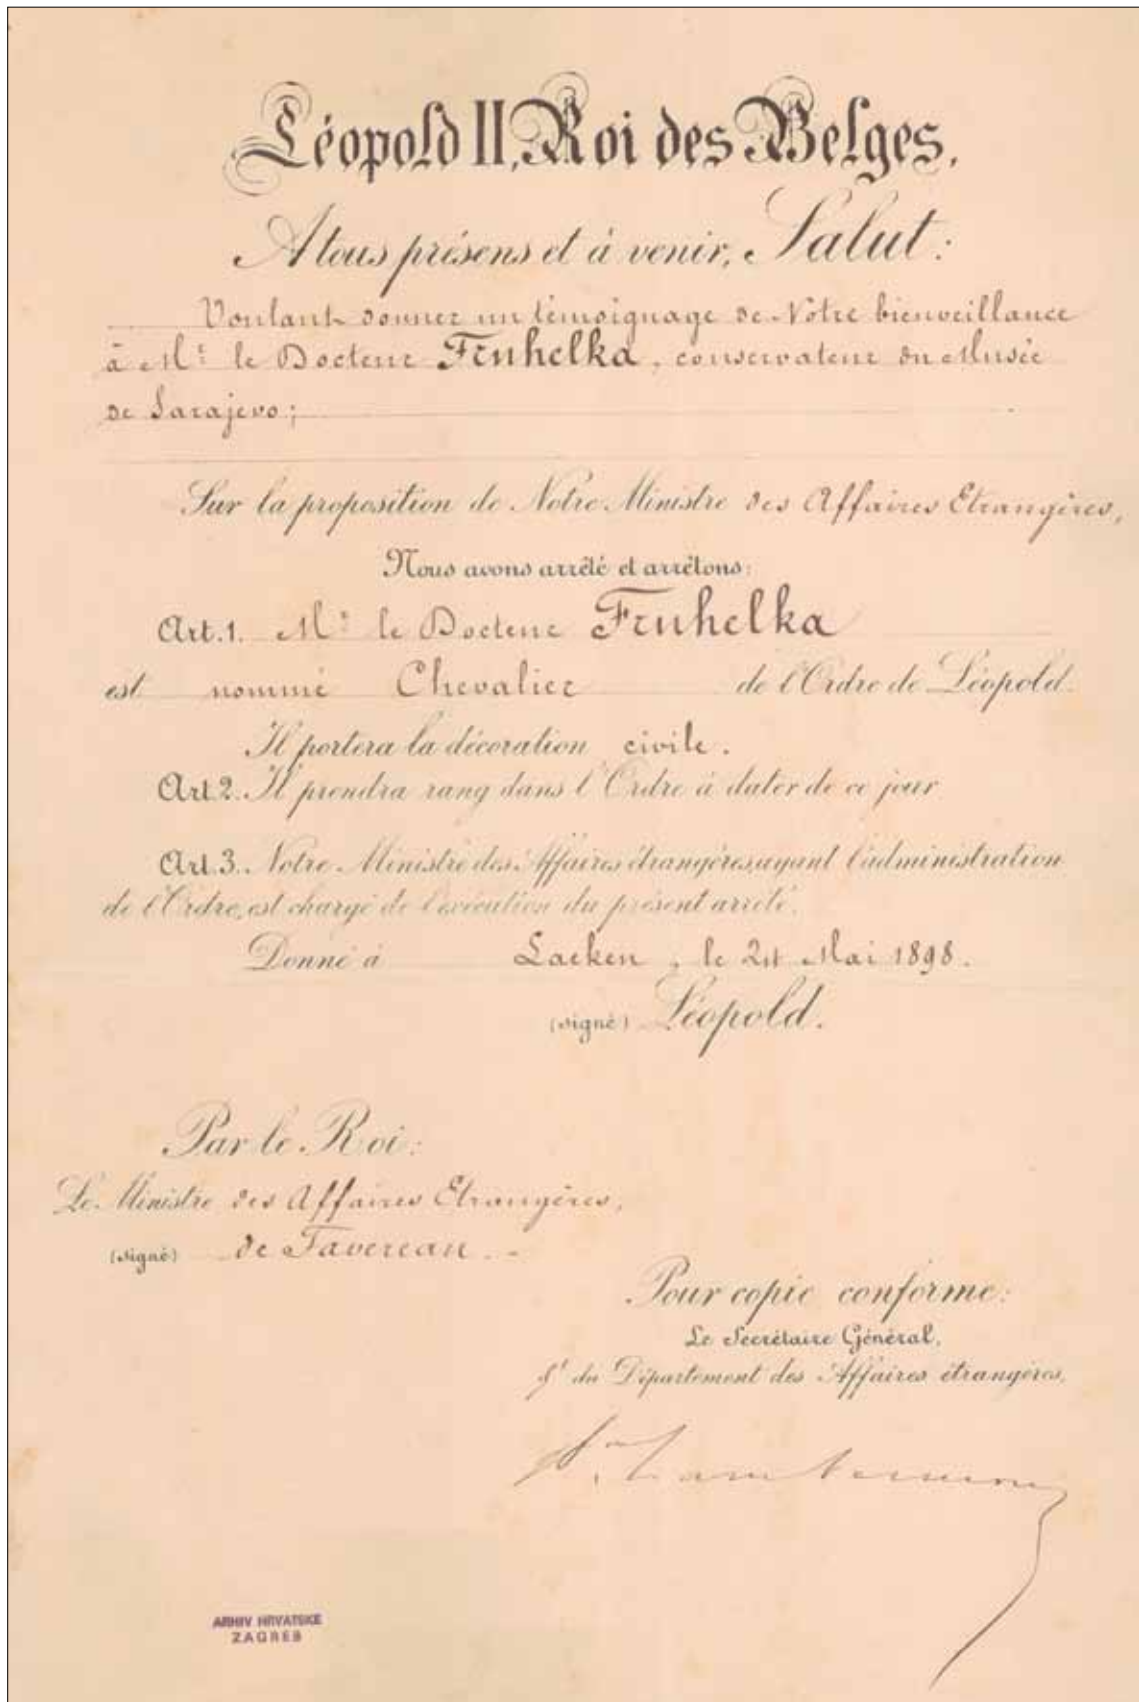 Léopold II, Roi des Belges,
A tous présens et à venir, Salut:
Voulant donner un témoignage de Notre bienveillance
à Mr le Docteur Fruhelka, conservateur du Musée
de Sarajevo;
Sur la proposition de Notre Ministre des Affaires Etrangères,
Nous avons arrêté et arrêtons:
Art.1. Mr le Docteur Fruhelka
est nommé Chevalier de l'Ordre de Léopold.
Il portera la décoration civile.
Art.2. Il prendra rang dans l'Ordre à dater de ce jour
Art.3. Notre Ministre des Affaires étrangères, ayant l'administration
de l'Ordre, est chargé de l'exécution du présent arrêté.
Donné à Laeken, le 24 Mai 1898.
(signé) Léopold.
Par le Roi:
Le Ministre des Affaires Etrangères,
(signé) de Favereau.
Pour copie conforme:
Le Secrétaire Général,
du Département des Affaires étrangères,
Lambermont
ARHIV HRVATSKE
ZAGREB